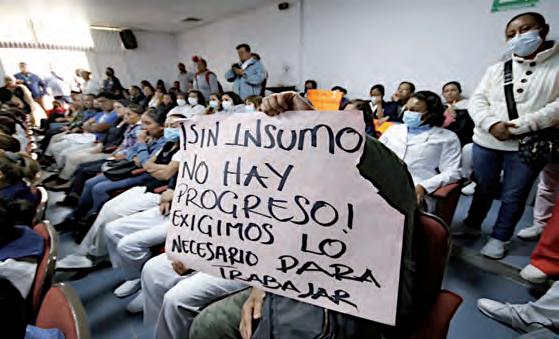 ¡SIN INSUMO
NO HAY
PROGRESO!
EXIGIMOS LO
NECESARIO PARA
TRABAJAR